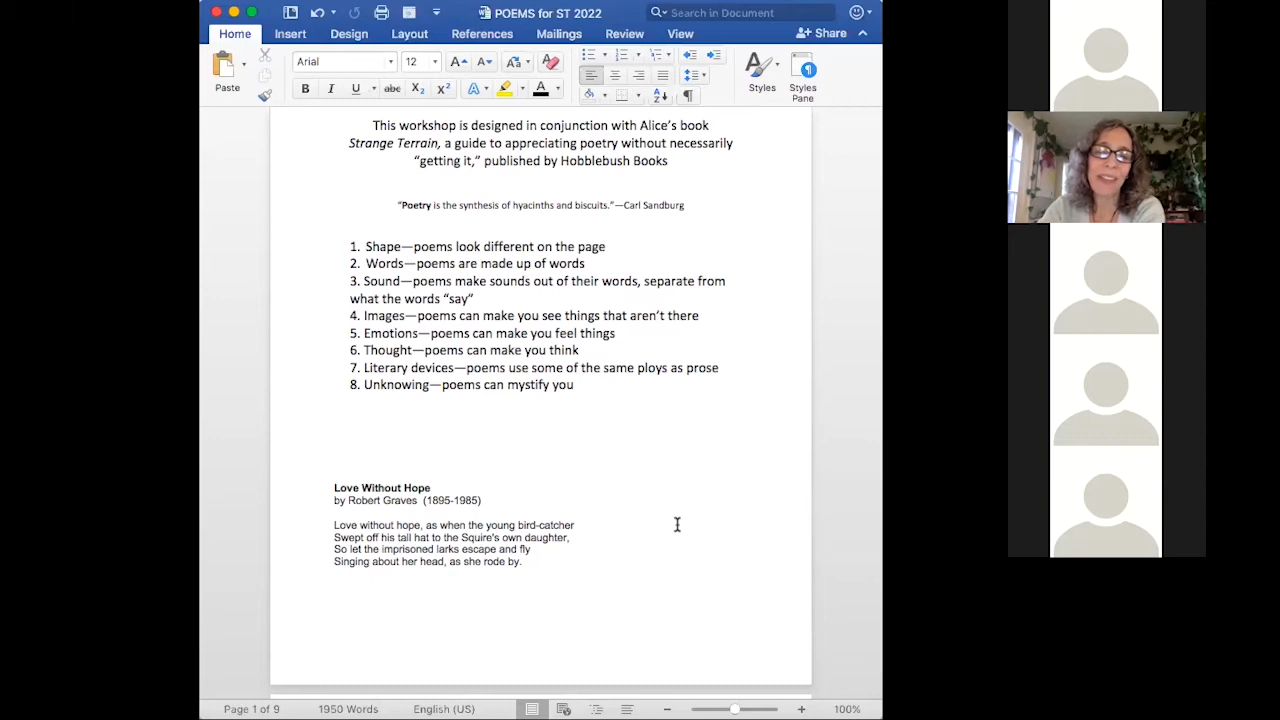 POEMS for ST 2022
Search in Document
Home Insert Design Layout References Mailings Review View Share
Paste
Arial 12
B I U abc X2 X2 A A
Styles
Styles Pane
This workshop is designed in conjunction with Alice's book
Strange Terrain, a guide to appreciating poetry without necessarily
“getting it,” published by Hobblebush Books
“Poetry is the synthesis of hyacinths and biscuits.”—Carl Sandburg
1. Shape—poems look different on the page
2. Words—poems are made up of words
3. Sound—poems make sounds out of their words, separate from
what the words “say”
4. Images—poems can make you see things that aren't there
5. Emotions—poems can make you feel things
6. Thought—poems can make you think
7. Literary devices—poems use some of the same ploys as prose
8. Unknowing—poems can mystify you
Love Without Hope
by Robert Graves (1895-1985)
Love without hope, as when the young bird-catcher
Swept off his tall hat to the Squire's own daughter,
So let the imprisoned larks escape and fly
Singing about her head, as she rode by.
Page 1 of 9 1950 Words English (US) 100%